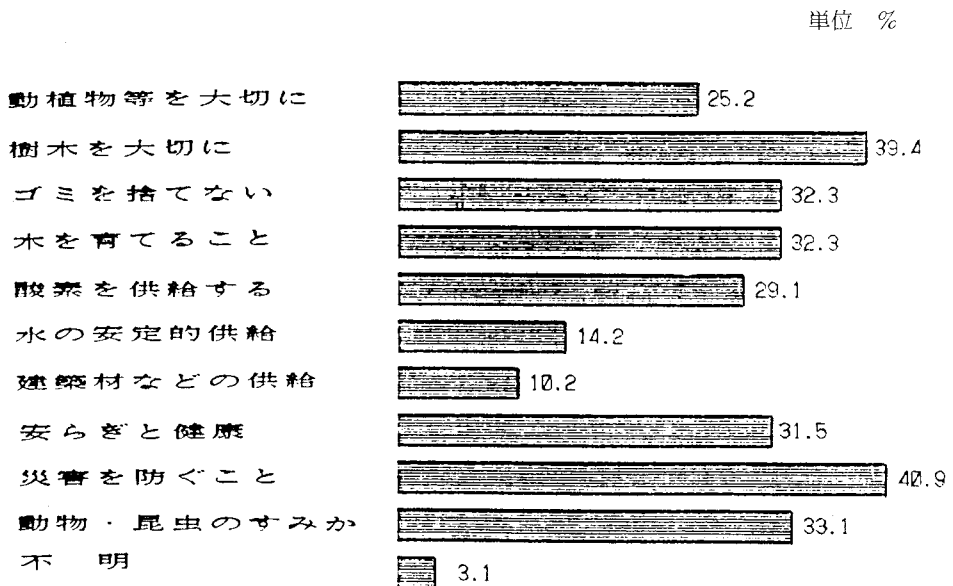 単位 %
動植物等を大切に 25.2
樹木を大切に 39.4
ゴミを捨てない 32.3
木を育てること 32.3
酸素を供給する 29.1
水の安定的供給 14.2
建築材などの供給 10.2
安らぎと健康 31.5
災害を防ぐこと 40.9
動物・昆虫のすみか 33.1
不 明 3.1